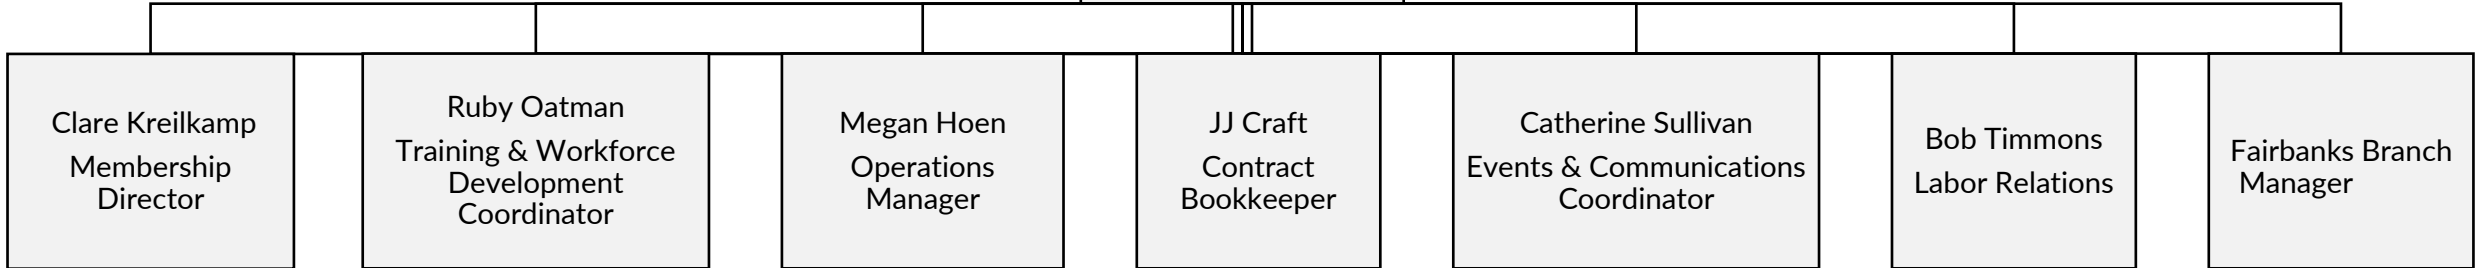 Clare Kreilkamp
Membership
Director
Ruby Oatman
Training & Workforce
Development
Coordinator
Megan Hoen
Operations
Manager
JJ Craft
Contract
Bookkeeper
Catherine Sullivan
Events & Communications
Coordinator
Bob Timmons
Labor Relations
Fairbanks Branch
Manager